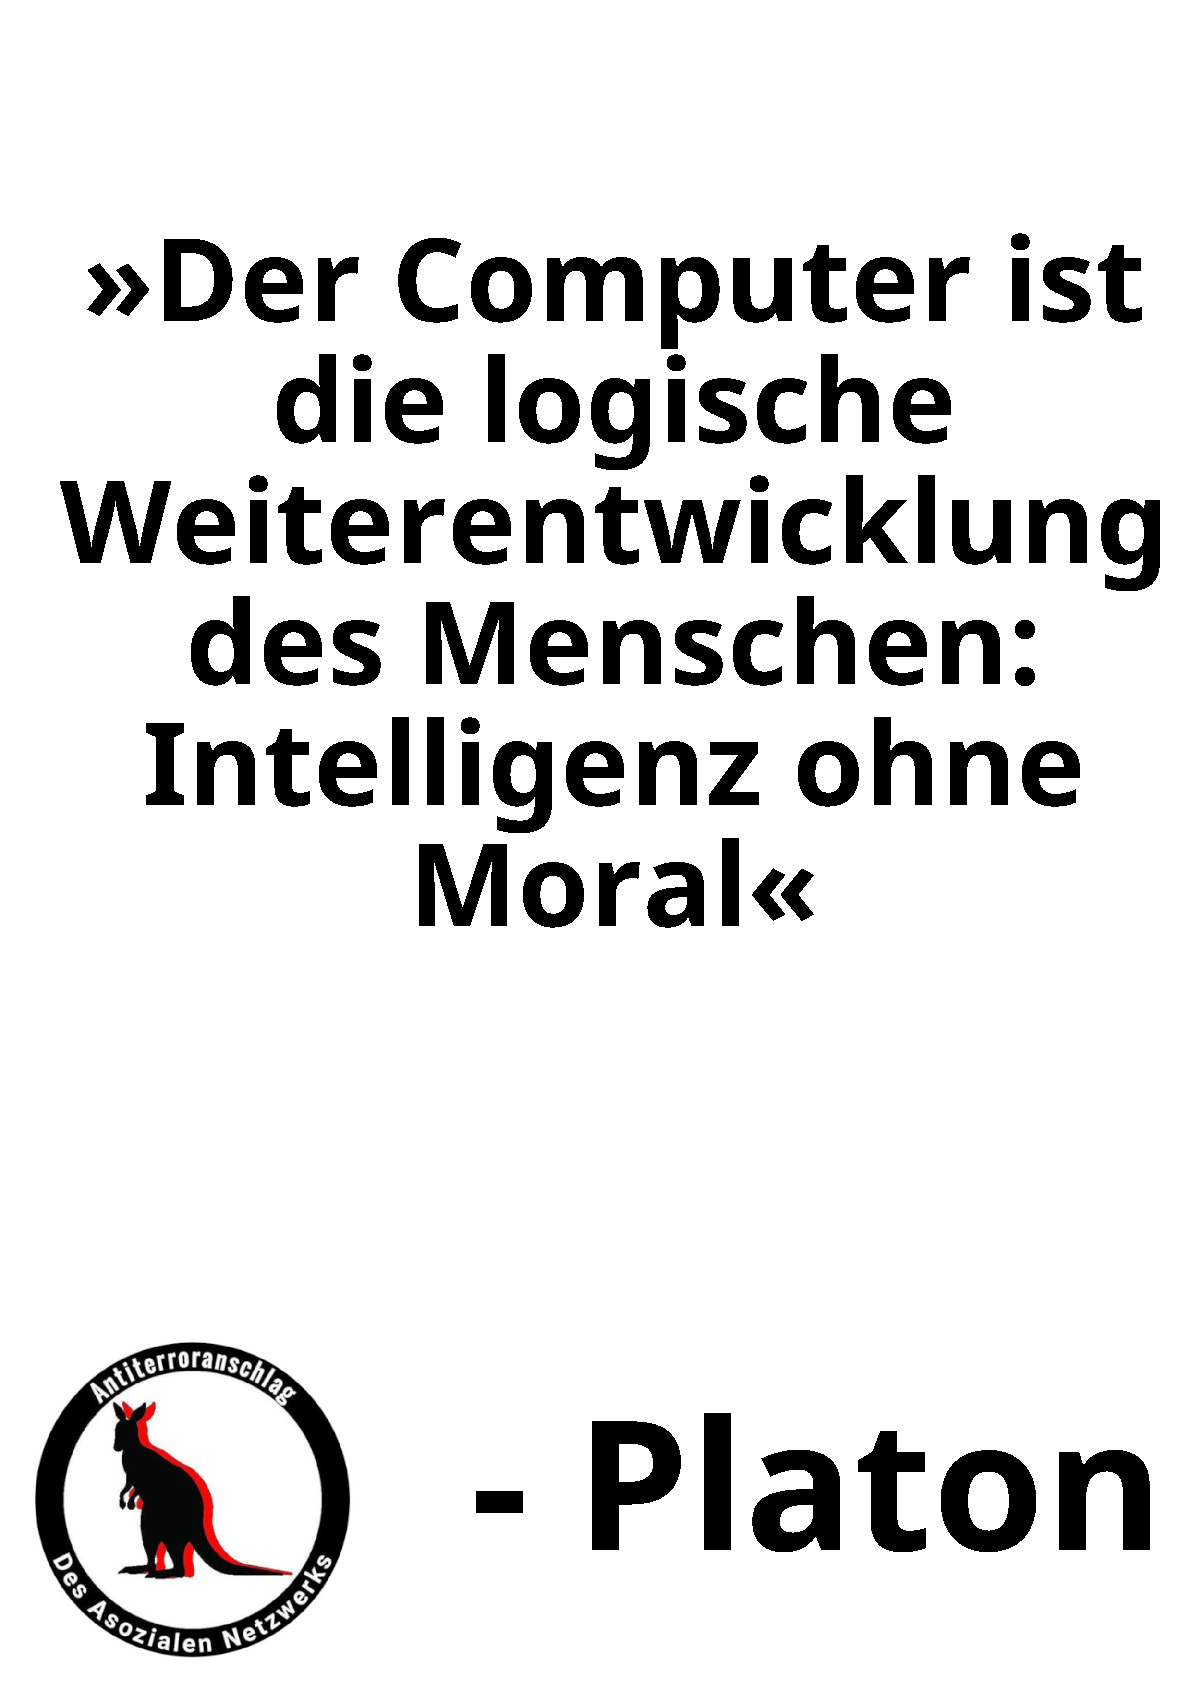 »Der Computer ist
die logische
Weiterentwicklung
des Menschen:
Intelligenz ohne
Moral«
Antiterroranschlag
Des Asozialen Netzwerks
- Platon